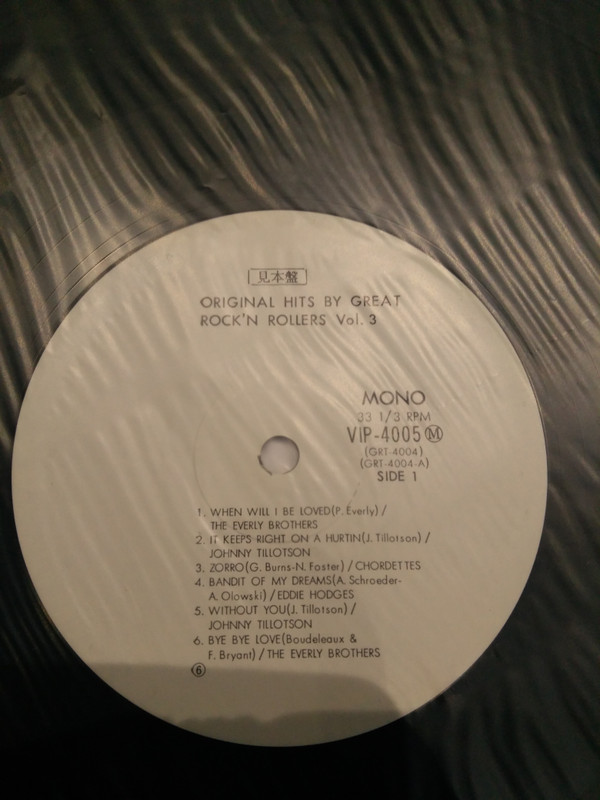 見本盤
ORIGINAL HITS BY GREAT
ROCK'N ROLLERS Vol. 3
MONO
33 1/3 RPM
VIP-4005 Ⓜ
(GRT-4004)
(GRT-4004-A)
SIDE 1
1. WHEN WILL I BE LOVED(P. Everly) /
THE EVERLY BROTHERS
2. IT KEEPS RIGHT ON A HURTIN(J. Tillotson) /
JOHNNY TILLOTSON
3. ZORRO(G. Burns-N. Foster) / CHORDETTES
4. BANDIT OF MY DREAMS(A. Schroeder-
A. Olowski) / EDDIE HODGES
5. WITHOUT YOU(J. Tillotson) /
JOHNNY TILLOTSON
6. BYE BYE LOVE(Boudeleaux &
F. Bryant) / THE EVERLY BROTHERS
⑥